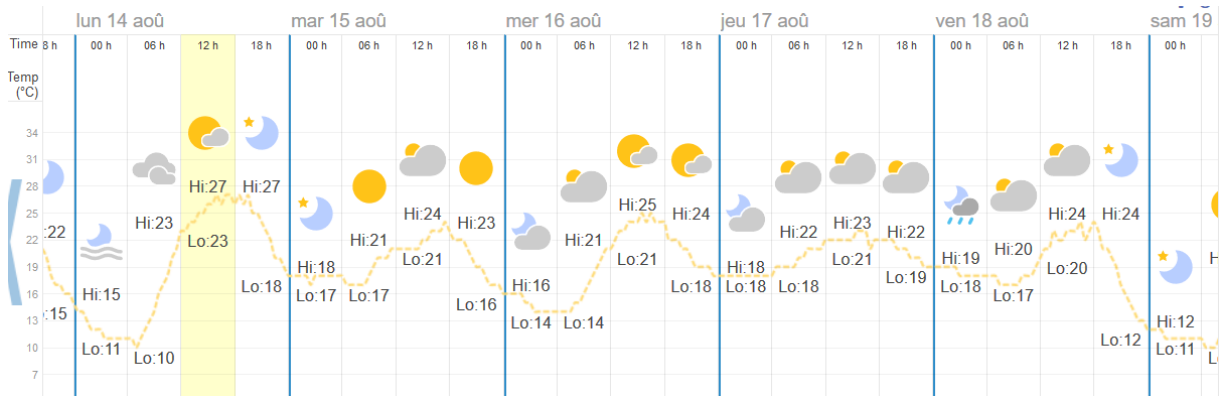 lun 14 aoû mar 15 aoû mer 16 aoû jeu 17 aoû ven 18 aoû sam 19
Time 8 h 00 h 06 h 12 h 18 h 00 h 06 h 12 h 18 h 00 h 06 h 12 h 18 h 00 h 06 h 12 h 18 h 00 h 06 h 12 h 18 h 00 h
Temp
(°C)
34
31
28
25
22
19
16
13
10
7
:22 Hi:15 Hi:23 Hi:27 Hi:27 Hi:18 Hi:21 Hi:24 Hi:23 Hi:16 Hi:21 Hi:25 Hi:24 Hi:18 Hi:22 Hi:23 Hi:22 Hi:19 Hi:20 Hi:24 Hi:24 Hi:12 H
:15 Lo:11 Lo:10 Lo:23 Lo:18 Lo:17 Lo:17 Lo:21 Lo:16 Lo:14 Lo:14 Lo:21 Lo:18 Lo:18 Lo:18 Lo:21 Lo:19 Lo:18 Lo:17 Lo:20 Lo:12 Lo:11 L